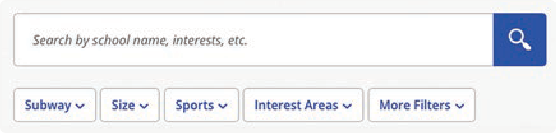 Search by school name, interests, etc.
Subway Size Sports Interest Areas More Filters